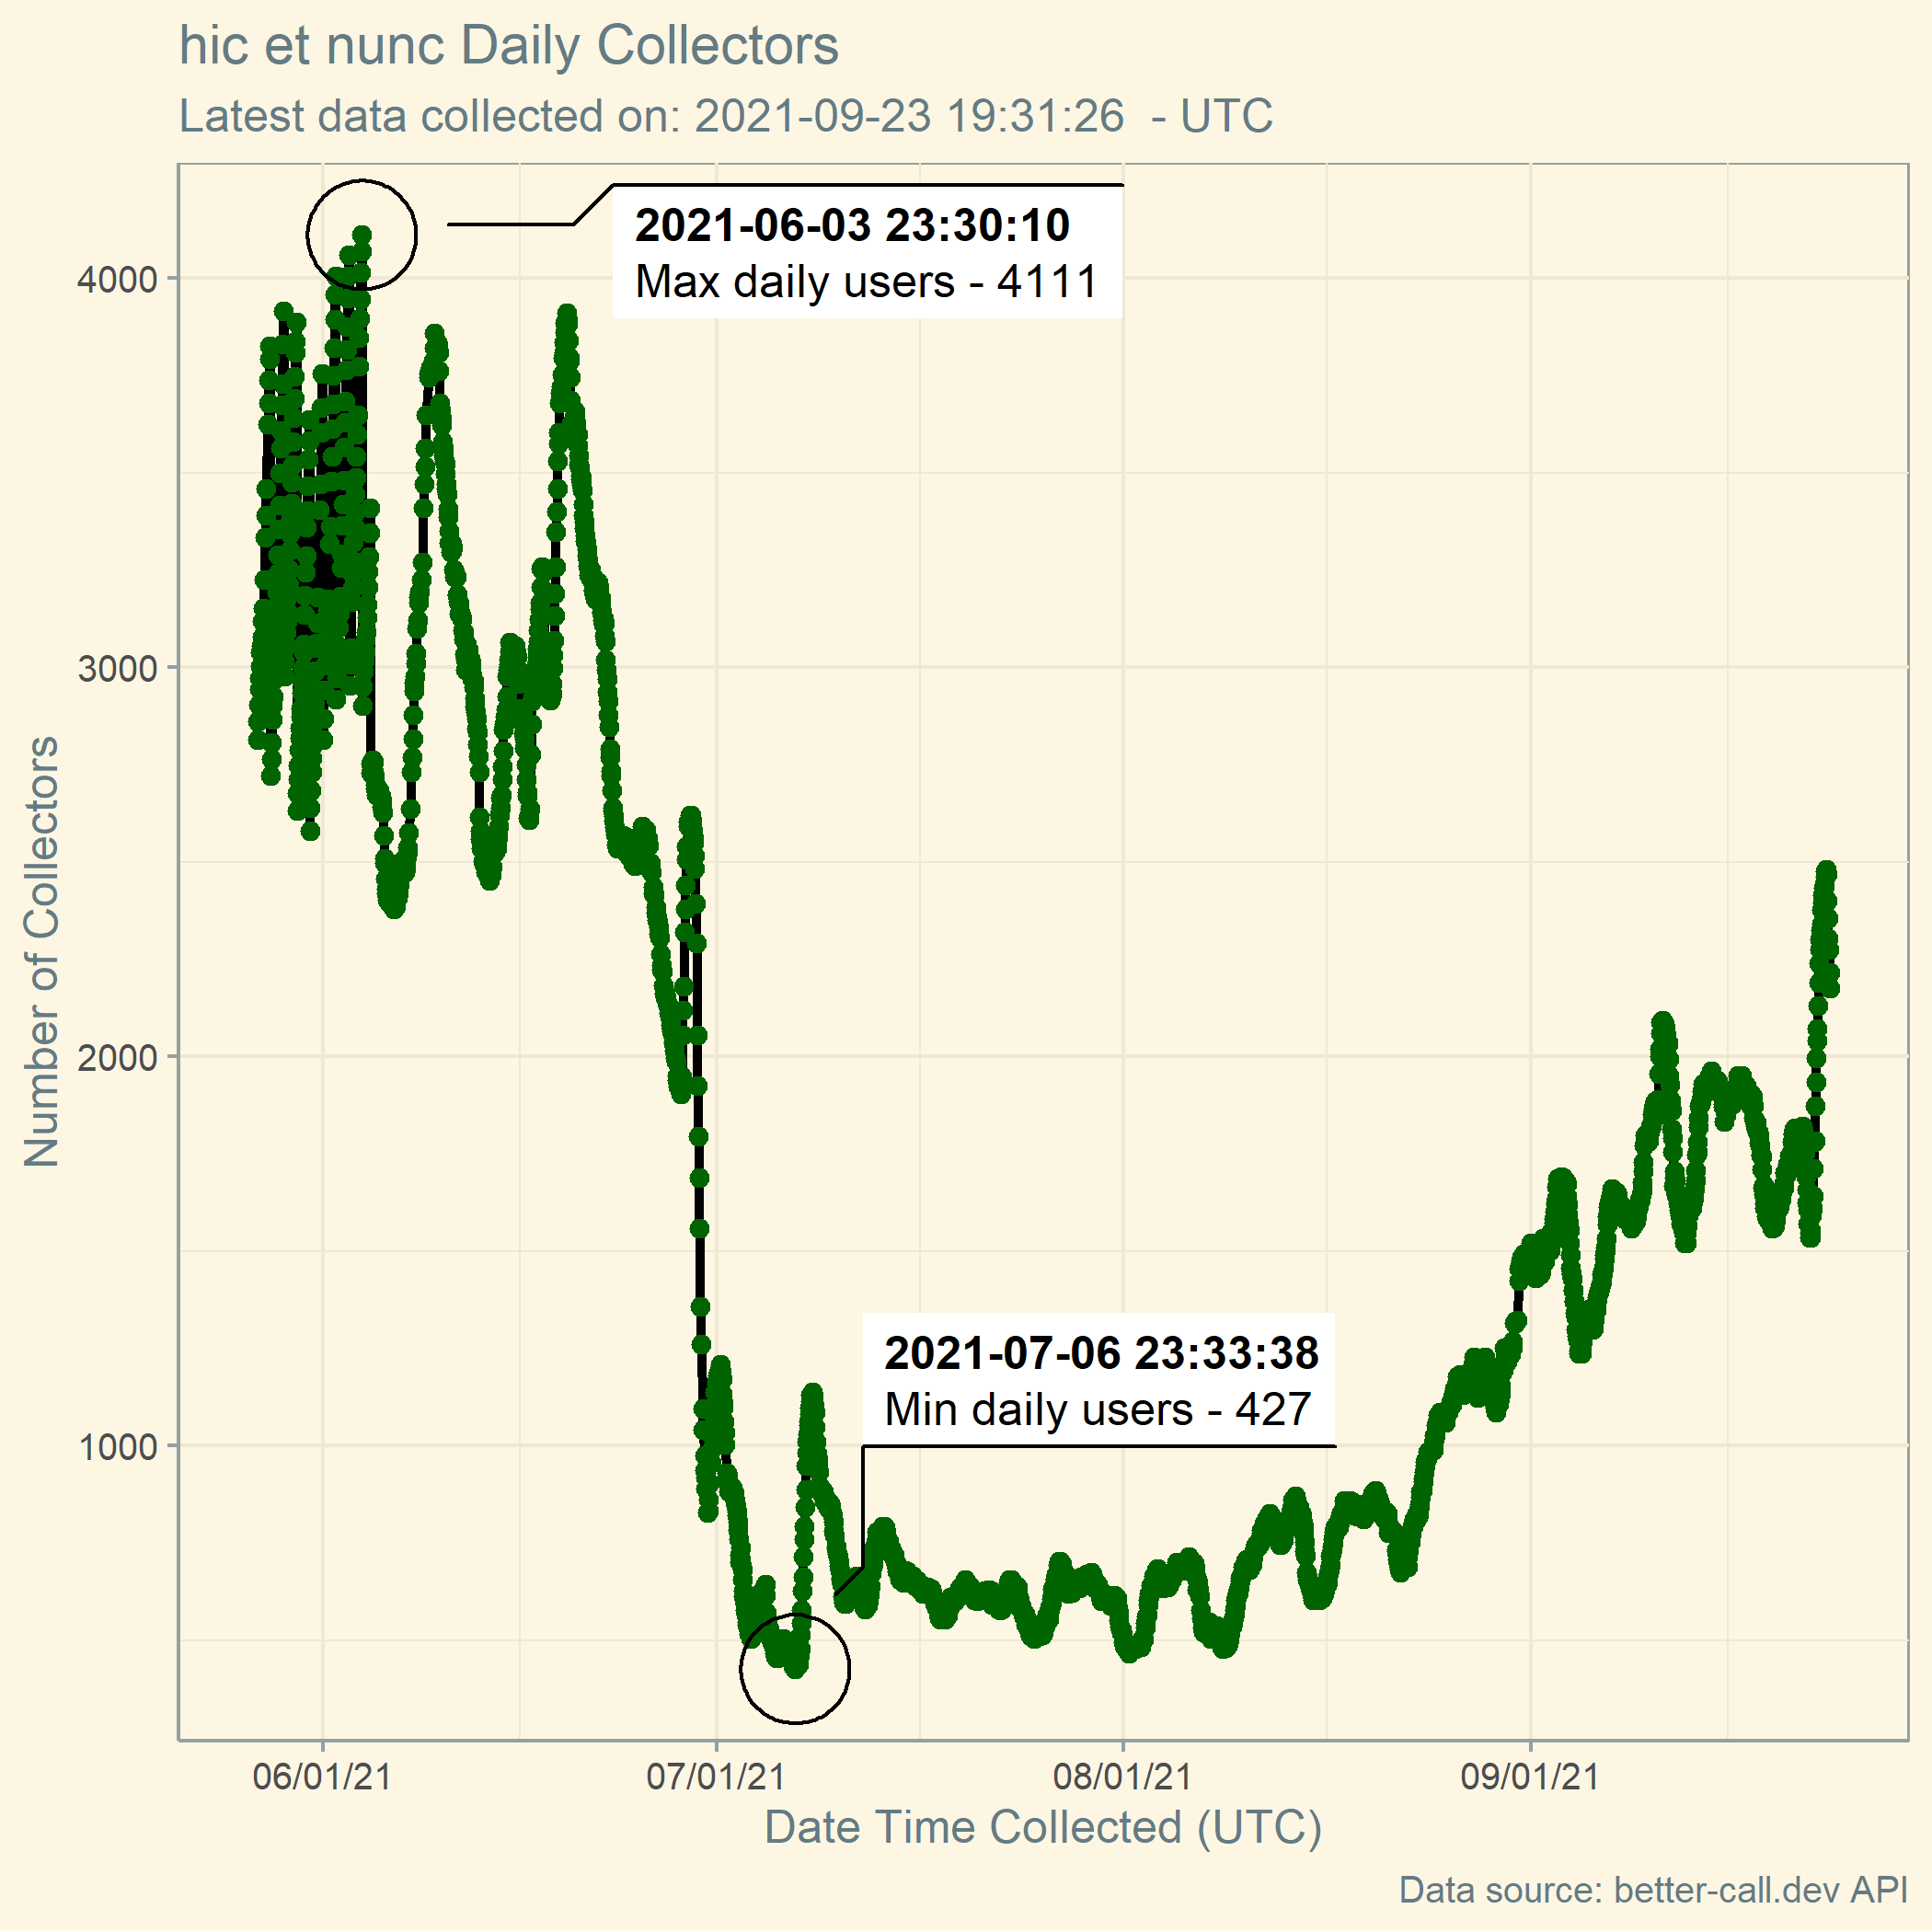 hic et nunc Daily Collectors
Latest data collected on: 2021-09-23 19:31:26  - UTC
2021-06-03 23:30:10
Max daily users - 4111
4000
3000
2000
1000
Number of Collectors
2021-07-06 23:33:38
Min daily users - 427
06/01/21
07/01/21
08/01/21
09/01/21
Date Time Collected (UTC)
Data source: better-call.dev API